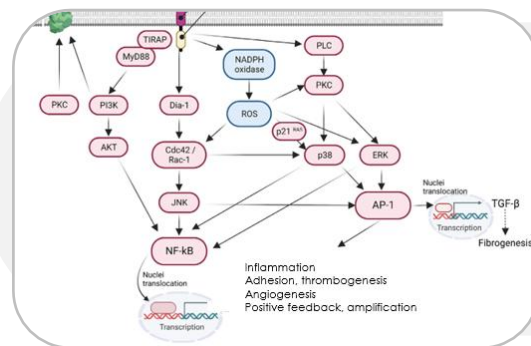 TIRAP
MyD88
NADPH
oxidase
PLC
PKC
PI3K
Dia-1
ROS
PKC
p21 RAS
AKT
Cdc42 /
Rac-1
p38
ERK
JNK
AP-1
Nuclei
translocation
Transcription
TGF-β
Fibrogenesis
NF-kB
Nuclei
translocation
Transcription
Inflammation
Adhesion, thrombogenesis
Angiogenesis
Positive feedback, amplification